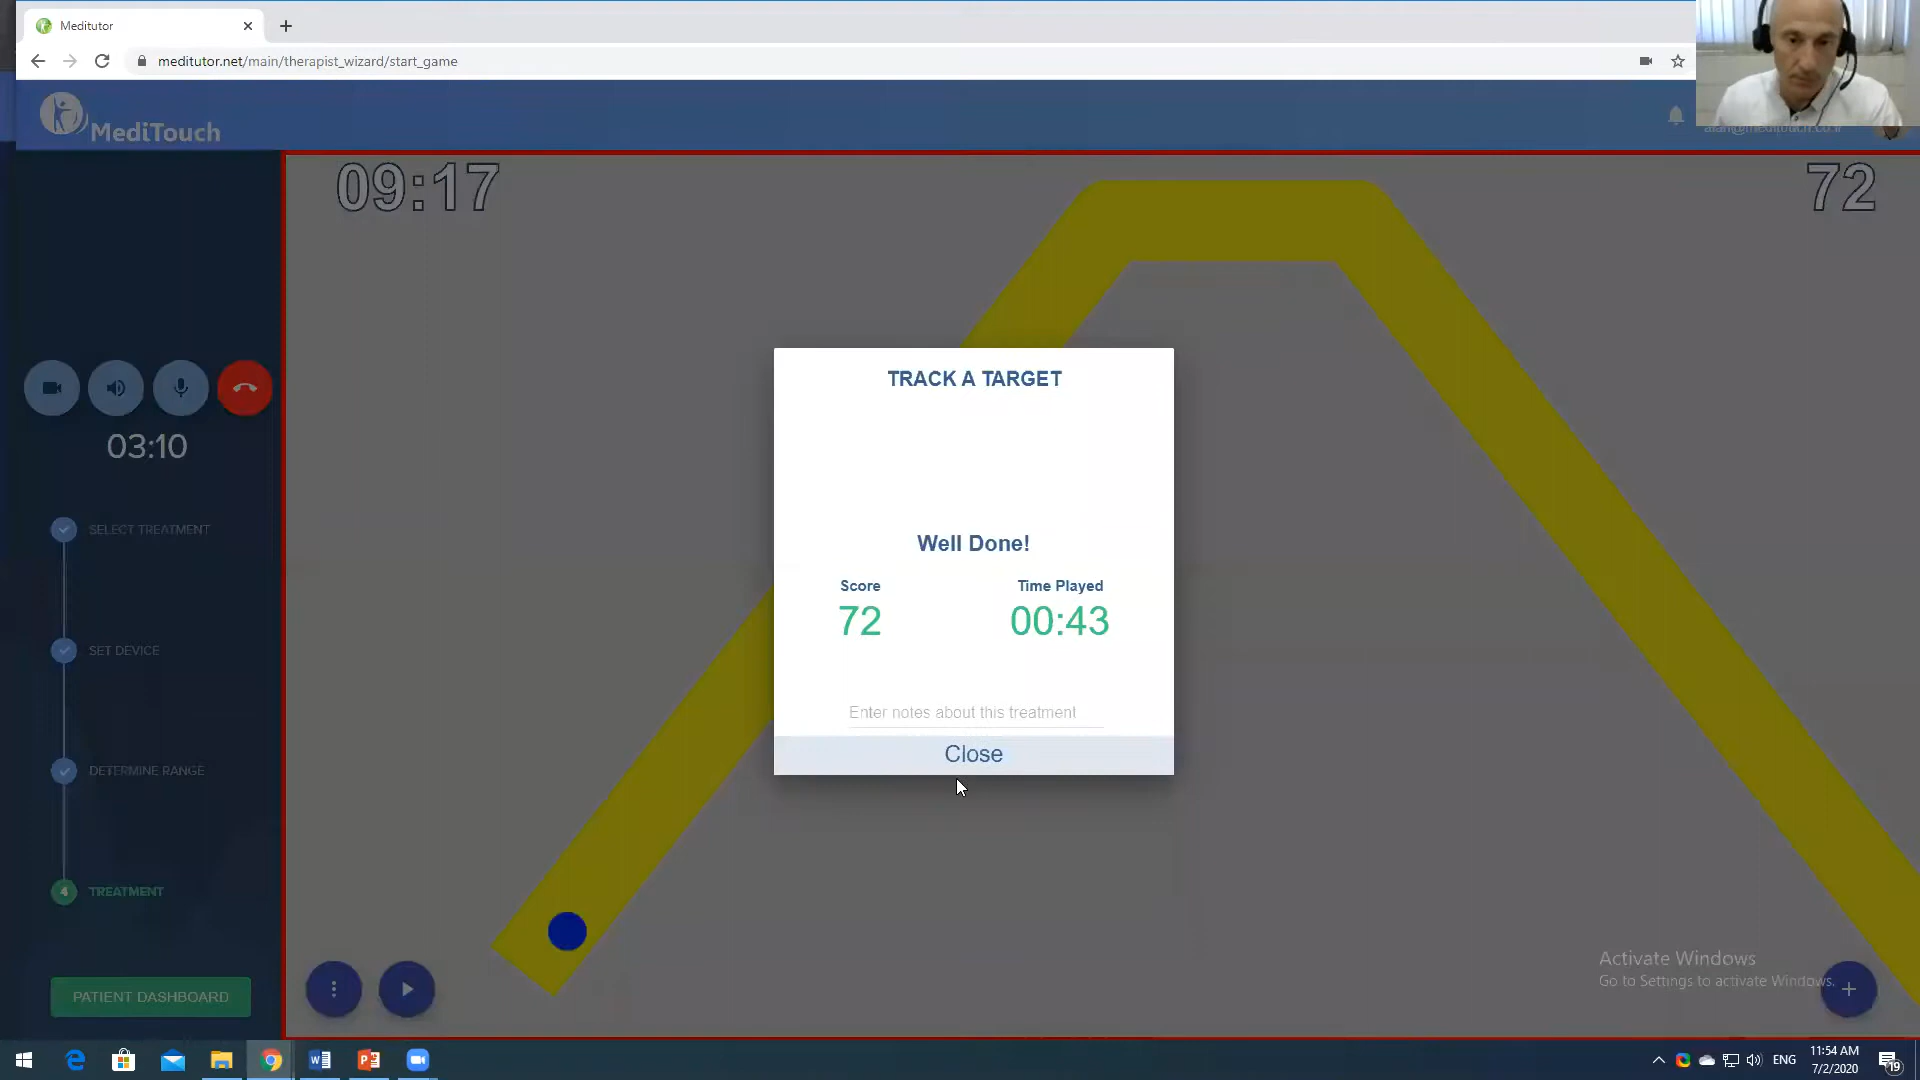 Meditutor
meditutor.net/main/therapist_wizard/start_game
MediTouch
09:17
72
03:10
SELECT TREATMENT
SET DEVICE
DETERMINE RANGE
4 TREATMENT
PATIENT DASHBOARD
TRACK A TARGET
Well Done!
Score
Time Played
72
00:43
Enter notes about this treatment
Close
Activate Windows
Go to Settings to activate Windows.
ENG
11:54 AM
7/2/2020
19